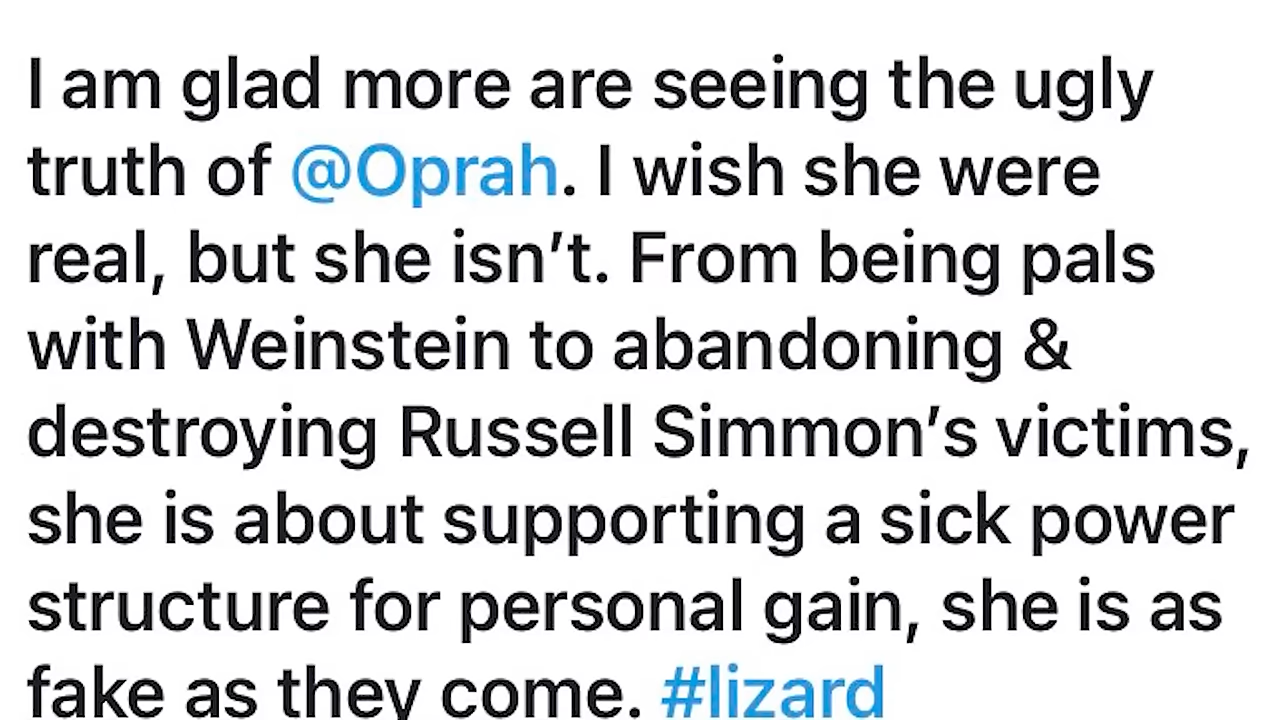 I am glad more are seeing the ugly
truth of @Oprah. I wish she were
real, but she isn’t. From being pals
with Weinstein to abandoning &
destroying Russell Simmon’s victims,
she is about supporting a sick power
structure for personal gain, she is as
fake as they come. #lizard